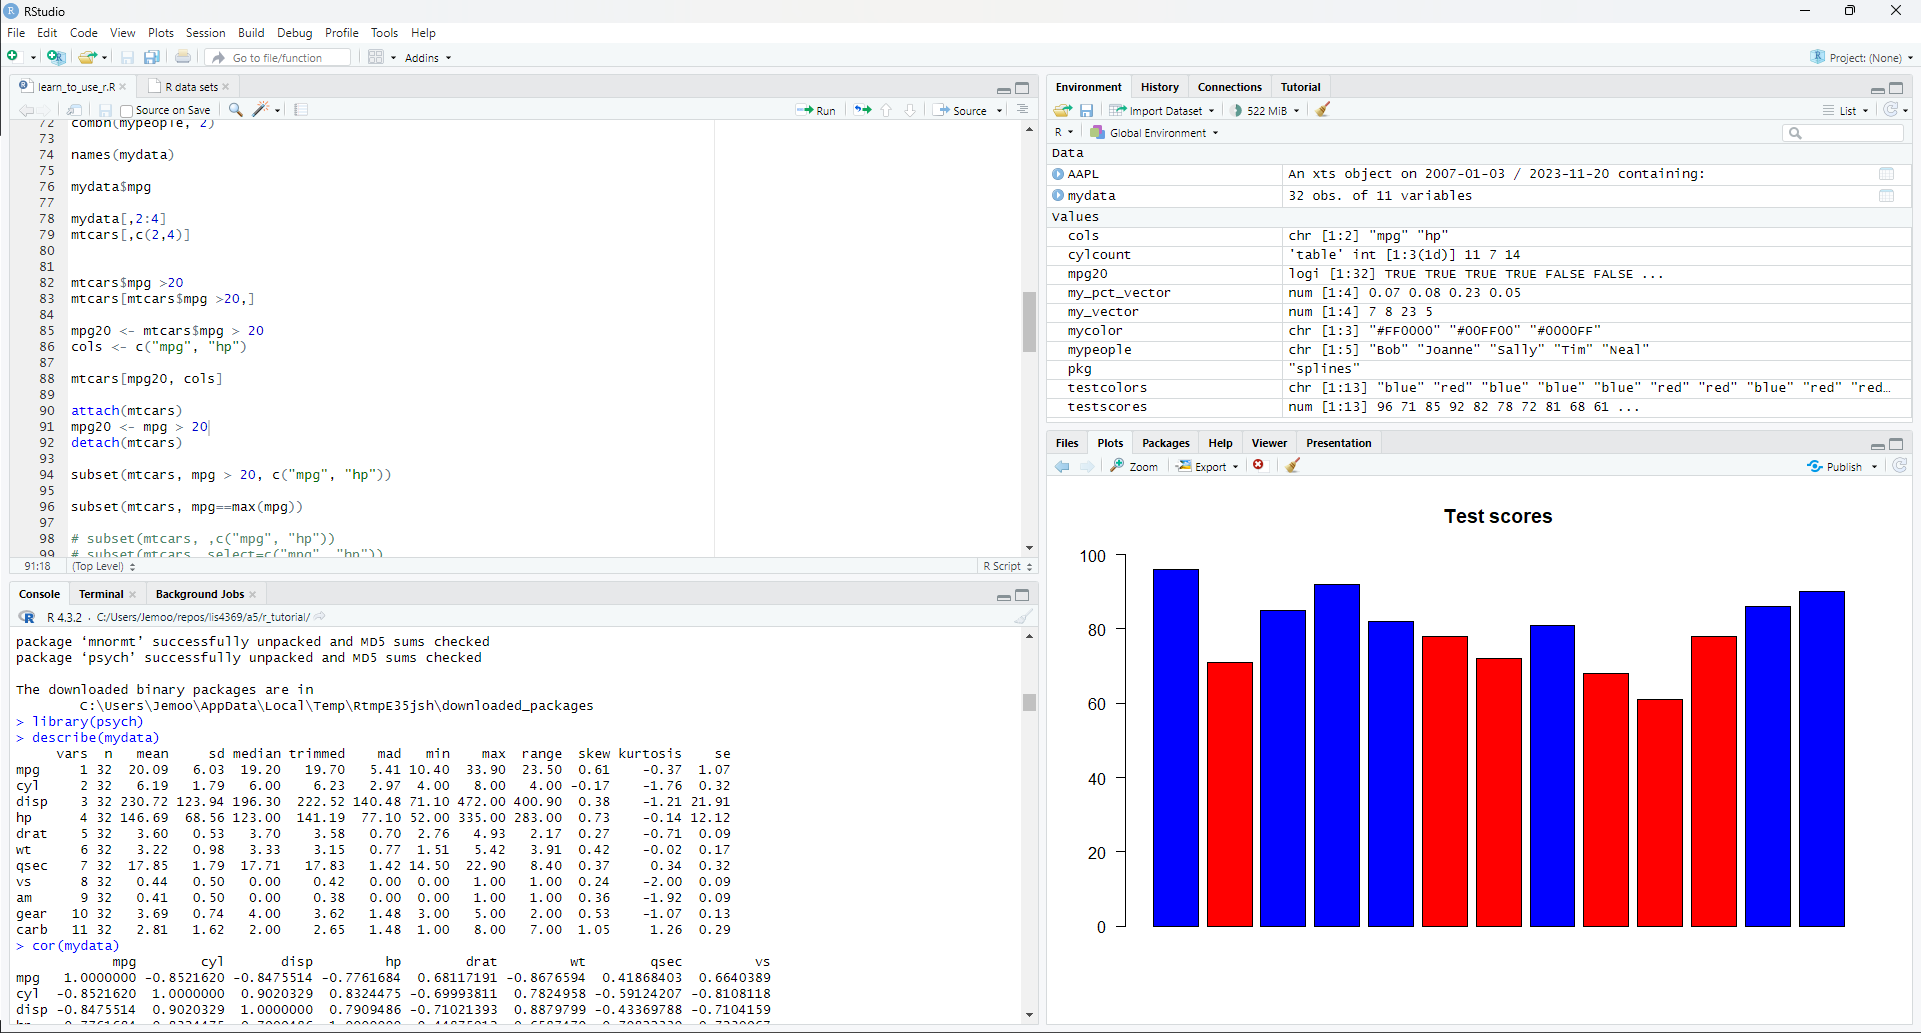 RStudio
File Edit Code View Plots Session Build Debug Profile Tools Help
Go to file/function Addins Project: (None)
learn_to_use_r.R R data sets
Source on Save Run Source
72 combn(mypeople, 2)
73
74 names(mydata)
75
76 mydata$mpg
77
78 mydata[,2:4]
79 mtcars[,c(2,4)]
80
81
82 mtcars$mpg >20
83 mtcars[mtcars$mpg >20,]
84
85 mpg20 <- mtcars$mpg > 20
86 cols <- c("mpg", "hp")
87
88 mtcars[mpg20, cols]
89
90 attach(mtcars)
91 mpg20 <- mpg > 20
92 detach(mtcars)
93
94 subset(mtcars, mpg > 20, c("mpg", "hp"))
95
96 subset(mtcars, mpg==max(mpg))
97
98 # subset(mtcars, ,c("mpg", "hp"))
99 # subset(mtcars, select=c("mpg", "hp"))
91:18 (Top Level) R Script
Console Terminal Background Jobs
R 4.3.2 · C:/Users/Jemoo/repos/lis4369/a5/r_tutorial/
package ‘mnormt’ successfully unpacked and MD5 sums checked
package ‘psych’ successfully unpacked and MD5 sums checked
The downloaded binary packages are in
C:\Users\Jemoo\AppData\Local\Temp\RtmpE35jsh\downloaded_packages
> library(psych)
> describe(mydata)
vars n mean sd median trimmed mad min max range skew kurtosis se
mpg 1 32 20.09 6.03 19.20 19.70 5.41 10.40 33.90 23.50 0.61 -0.37 1.07
cyl 2 32 6.19 1.79 6.00 6.23 2.97 4.00 8.00 4.00 -0.17 -1.76 0.32
disp 3 32 230.72 123.94 196.30 222.52 140.48 71.10 472.00 400.90 0.38 -1.21 21.91
hp 4 32 146.69 68.56 123.00 141.19 77.10 52.00 335.00 283.00 0.73 -0.14 12.12
drat 5 32 3.60 0.53 3.70 3.58 0.70 2.76 4.93 2.17 0.27 -0.71 0.09
wt 6 32 3.22 0.98 3.33 3.15 0.77 1.51 5.42 3.91 0.42 -0.02 0.17
qsec 7 32 17.85 1.79 17.71 17.83 1.42 14.50 22.90 8.40 0.37 0.34 0.32
vs 8 32 0.44 0.50 0.00 0.42 0.00 0.00 1.00 1.00 0.24 -2.00 0.09
am 9 32 0.41 0.50 0.00 0.38 0.00 0.00 1.00 1.00 0.36 -1.92 0.09
gear 10 32 3.69 0.74 4.00 3.62 1.48 3.00 5.00 2.00 0.53 -1.07 0.13
carb 11 32 2.81 1.62 2.00 2.65 1.48 1.00 8.00 7.00 1.05 1.26 0.29
> cor(mydata)
mpg cyl disp hp drat wt qsec vs
mpg 1.0000000 -0.8521620 -0.8475514 -0.7761684 0.68117191 -0.8676594 0.41868403 0.6640389
cyl -0.8521620 1.0000000 0.9020329 0.8324475 -0.69993811 0.7824958 -0.59124207 -0.8108118
disp -0.8475514 0.9020329 1.0000000 0.7909486 -0.71021393 0.8879799 -0.43369788 -0.7104159
Environment History Connections Tutorial
Import Dataset 522 MiB List
R Global Environment
Data
AAPL An xts object on 2007-01-03 / 2023-11-20 containing:
mydata 32 obs. of 11 variables
Values
cols chr [1:2] "mpg" "hp"
cylcount 'table' int [1:3(1d)] 11 7 14
mpg20 logi [1:32] TRUE TRUE TRUE TRUE FALSE FALSE ...
my_pct_vector num [1:4] 0.07 0.08 0.23 0.05
my_vector num [1:4] 7 8 23 5
mycolor chr [1:3] "#FF0000" "#00FF00" "#0000FF"
mypeople chr [1:5] "Bob" "Joanne" "Sally" "Tim" "Neal"
pkg "splines"
testcolors chr [1:13] "blue" "red" "blue" "blue" "blue" "red" "red" "blue" "red" "red…
testscores num [1:13] 96 71 85 92 82 78 72 81 68 61 ...
Files Plots Packages Help Viewer Presentation
Zoom Export Publish
Test scores
100
80
60
40
20
0